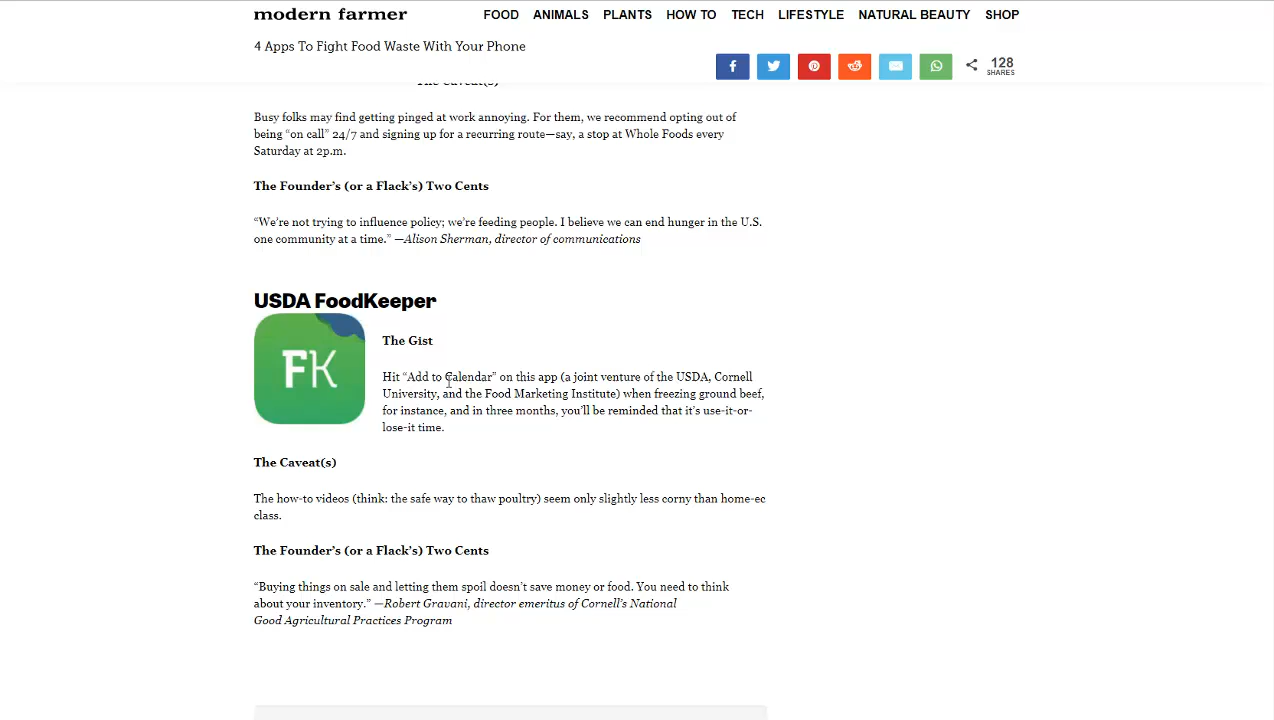 modern farmer
FOOD ANIMALS PLANTS HOW TO TECH LIFESTYLE NATURAL BEAUTY SHOP
4 Apps To Fight Food Waste With Your Phone
128
SHARES
The Caveat(s)
Busy folks may find getting pinged at work annoying. For them, we recommend opting out of
being “on call” 24/7 and signing up for a recurring route—say, a stop at Whole Foods every
Saturday at 2p.m.
The Founder’s (or a Flack’s) Two Cents
“We’re not trying to influence policy; we’re feeding people. I believe we can end hunger in the U.S.
one community at a time.” —Alison Sherman, director of communications
USDA FoodKeeper
FK
The Gist
Hit “Add to Calendar” on this app (a joint venture of the USDA, Cornell
University, and the Food Marketing Institute) when freezing ground beef,
for instance, and in three months, you’ll be reminded that it’s use-it-or-
lose-it time.
The Caveat(s)
The how-to videos (think: the safe way to thaw poultry) seem only slightly less corny than home-ec
class.
The Founder’s (or a Flack’s) Two Cents
“Buying things on sale and letting them spoil doesn’t save money or food. You need to think
about your inventory.” —Robert Gravani, director emeritus of Cornell’s National
Good Agricultural Practices Program